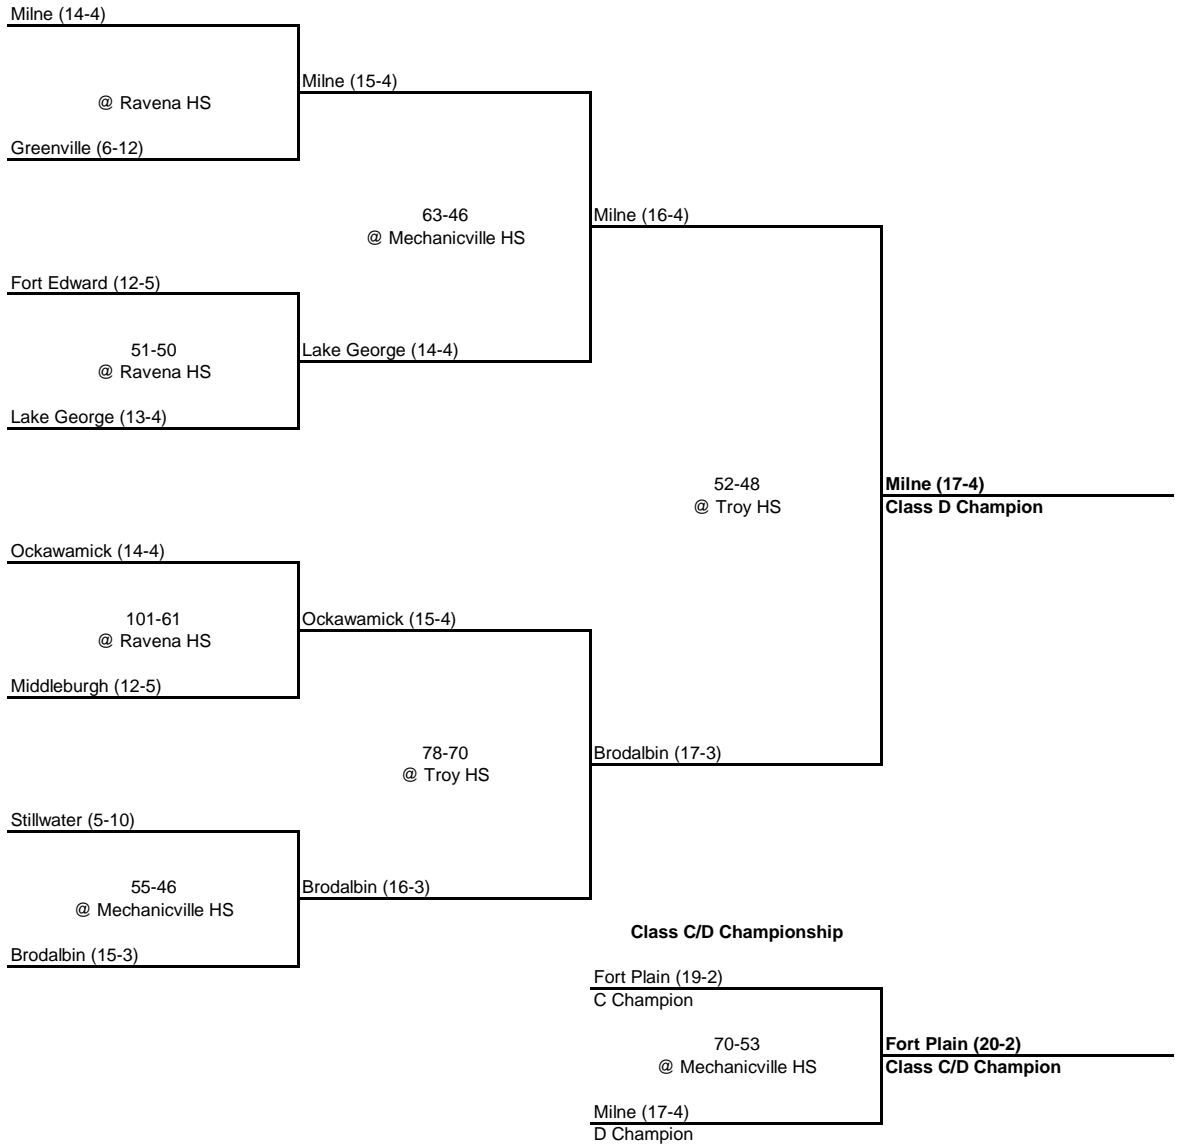 Milne (14-4)
@ Ravena HS
Greenville (6-12)
Milne (15-4)
63-46
@ Mechanicville HS
Milne (16-4)
Fort Edward (12-5)
51-50
@ Ravena HS
Lake George (13-4)
Lake George (14-4)
52-48
@ Troy HS
Milne (17-4)
Class D Champion
Ockawamick (14-4)
101-61
@ Ravena HS
Middleburgh (12-5)
Ockawamick (15-4)
78-70
@ Troy HS
Brodalbin (17-3)
Stillwater (5-10)
55-46
@ Mechanicville HS
Brodalbin (15-3)
Brodalbin (16-3)
Class C/D Championship
Fort Plain (19-2)
C Champion
70-53
@ Mechanicville HS
Fort Plain (20-2)
Class C/D Champion
Milne (17-4)
D Champion